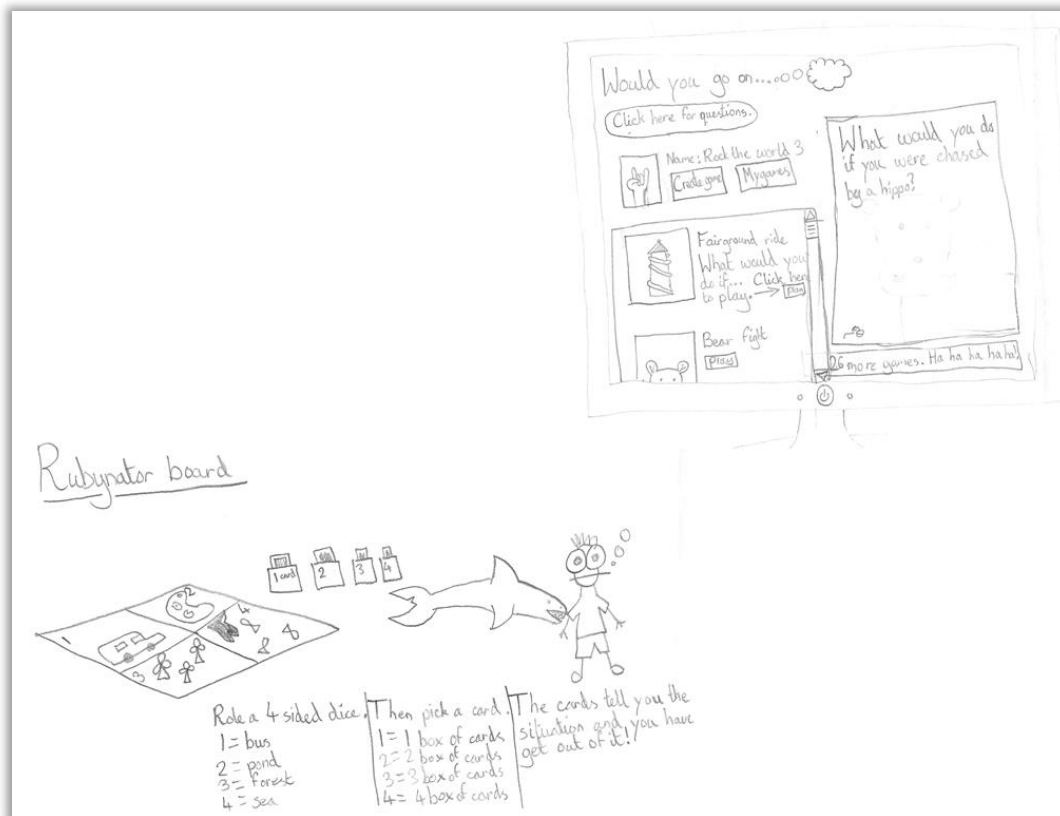 Would you go on.....
Click here for questions.
Name: Rock the world 3
Create game
My games
Fairground ride
What would you
do if... Click here
to play. → Play
Bear fight
Play
What would you do
if you were chased
by a hippo?
26 more games. Ha ha ha ha ha!
Rubynator board
1 card
2
3
4
1
2
3
4
Role a 4 sided dice.
1 = bus
2 = pond
3 = forest
4 = sea
Then pick a card.
1 = 1 box of cards
2 = 2 box of cards
3 = 3 box of cards
4 = 4 box of cards
The cards tell you the
situation and you have
get out of it!